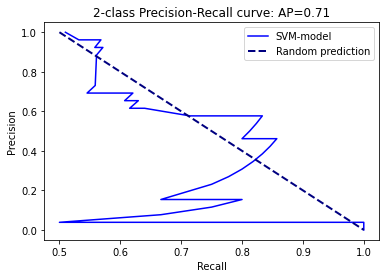 2-class Precision-Recall curve: AP=0.71
SVM-model
Random prediction
Precision
1.0
0.8
0.6
0.4
0.2
0.0
0.5
0.6
0.7
0.8
0.9
1.0
Recall